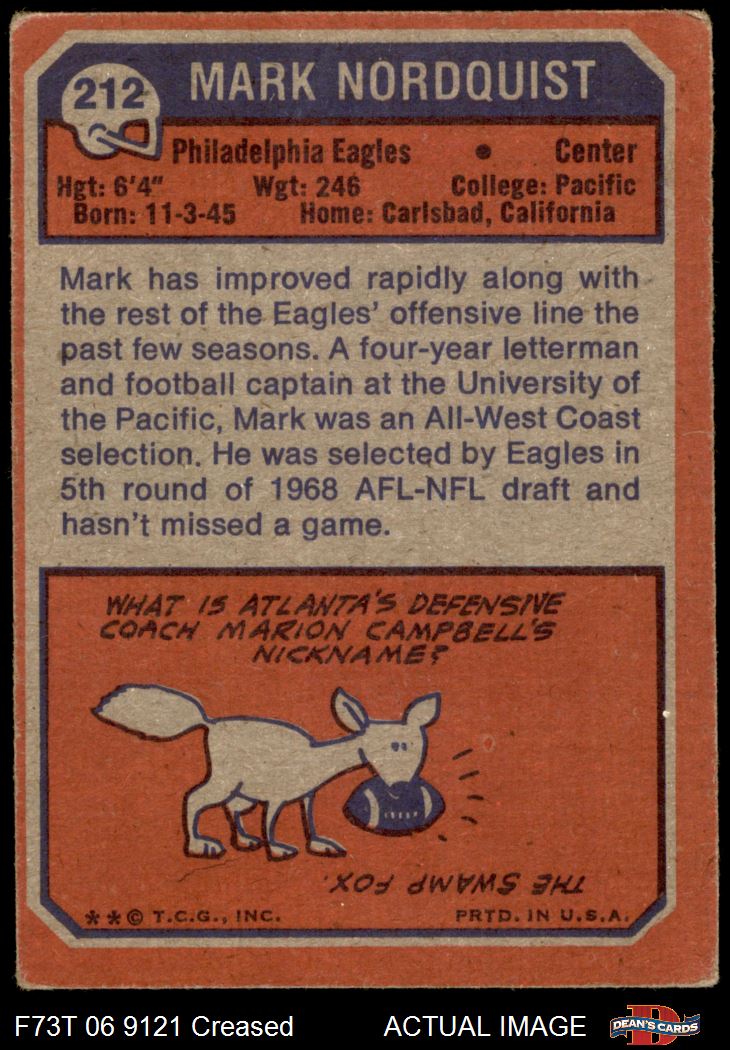 212
MARK NORDQUIST
Philadelphia Eagles • Center
Hgt: 6'4" Wgt: 246 College: Pacific
Born: 11-3-45 Home: Carlsbad, California
Mark has improved rapidly along with
the rest of the Eagles' offensive line the
past few seasons. A four-year letterman
and football captain at the University of
the Pacific, Mark was an All-West Coast
selection. He was selected by Eagles in
5th round of 1968 AFL-NFL draft and
hasn't missed a game.
WHAT IS ATLANTA'S DEFENSIVE
COACH MARION CAMPBELL'S
NICKNAME?
THE SWAMP FOX.
**© T.C.G., INC. PRTD. IN U.S.A.
F73T 06 9121 Creased ACTUAL IMAGE
D
DEAN'S CARDS